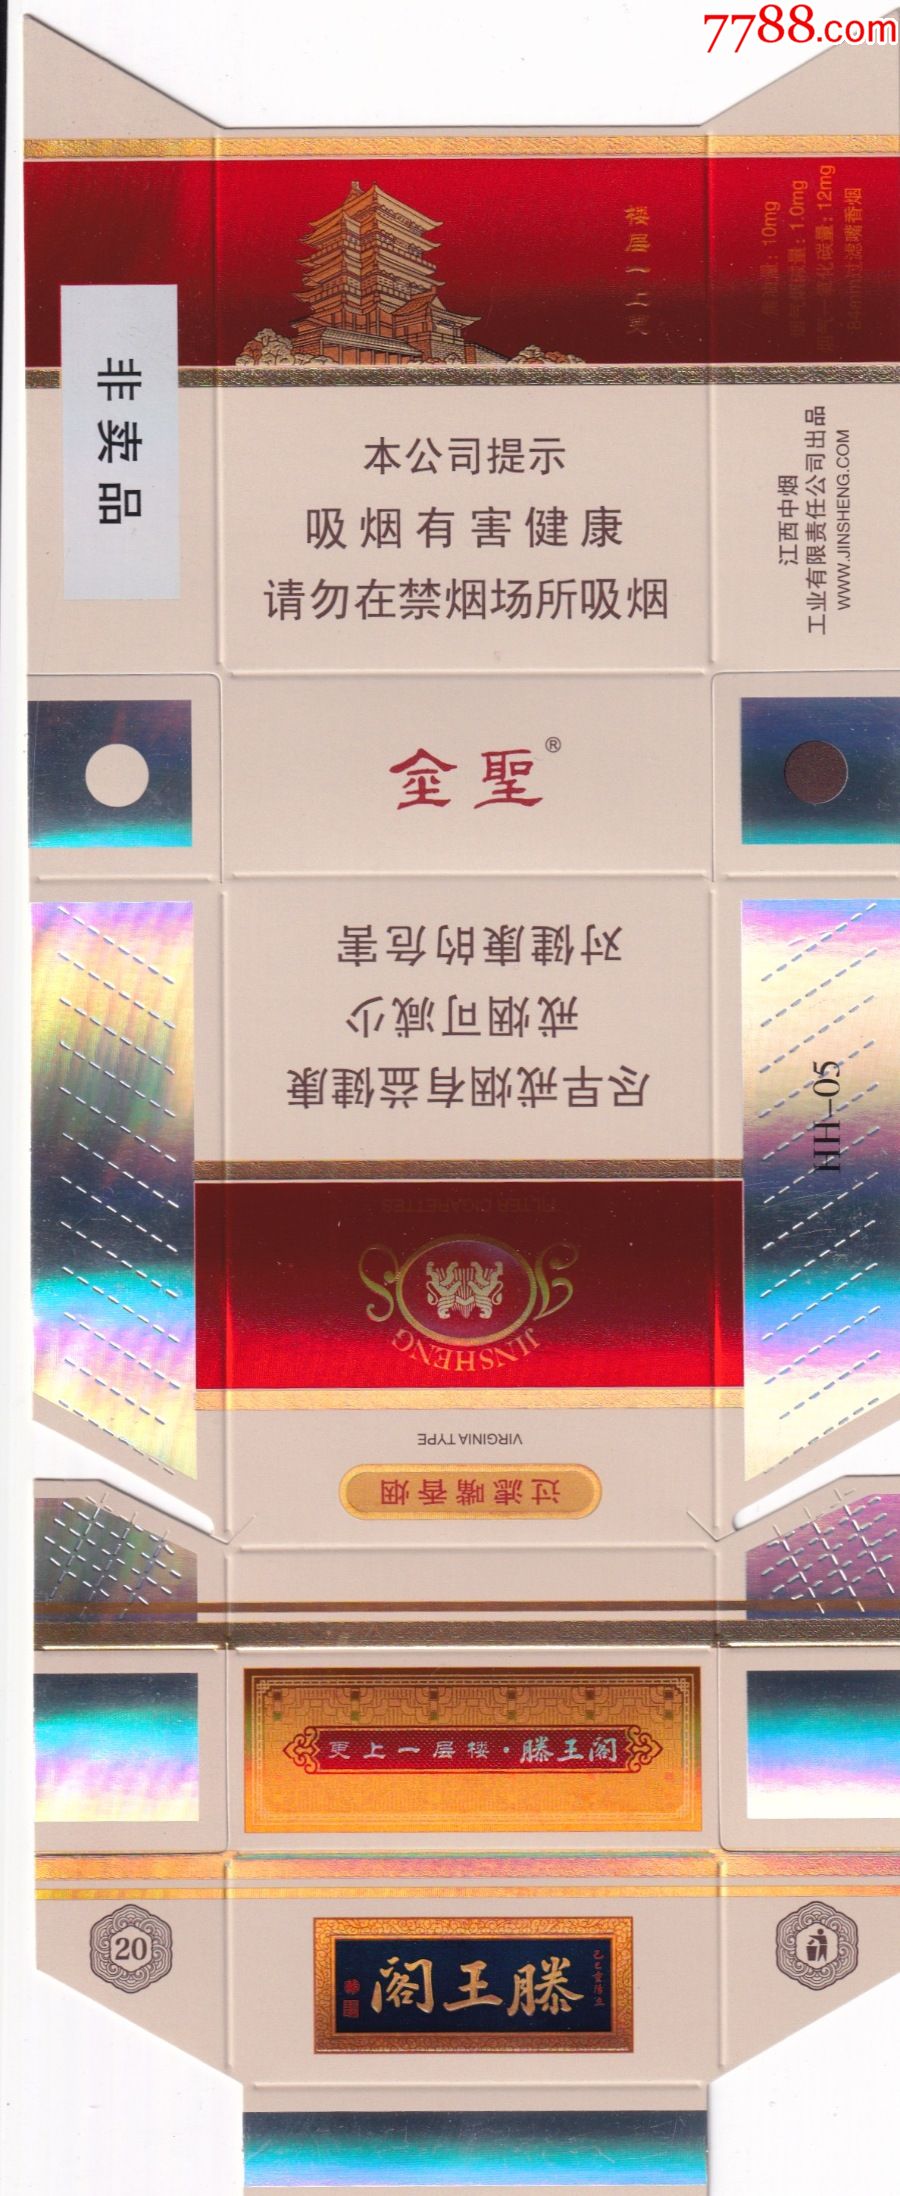 7788.com
楼层一上更
焦油量：10mg
烟气烟碱量：1.0mg
烟气一氧化碳量：12mg
84mm过滤嘴香烟
非卖品
本公司提示
吸烟有害健康
请勿在禁烟场所吸烟
江西中烟
工业有限责任公司出品
WWW.JINSHENG.COM
金聖®
尽早戒烟有益健康
戒烟可减少
对健康的危害
HH-05
FILTER CIGARETTES
JINSHENG
VIRGINIA TYPE
过滤嘴香烟
更上一层楼·滕王阁
20
阁王滕